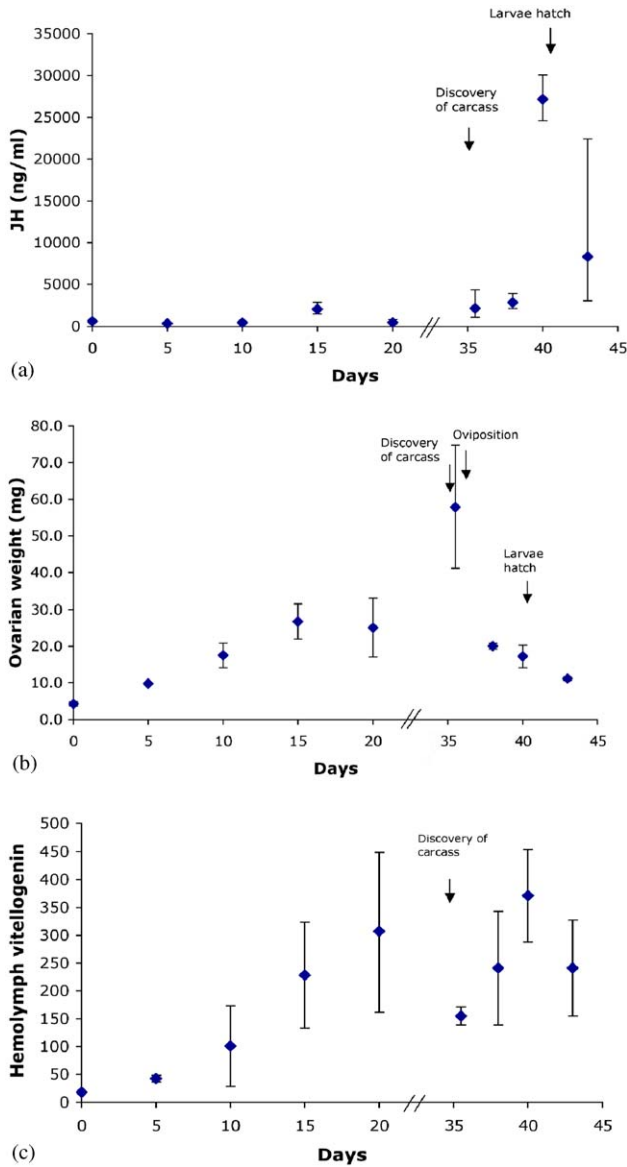 Larvae hatch
35000
30000
Discovery
of carcass
25000
20000
15000
10000
5000
0
JH (ng/ml)
0 5 10 15 20 35 40 45
Days
(a)
80.0
Discovery
of carcass
Oviposition
70.0
60.0
50.0
Larvae
hatch
40.0
30.0
20.0
10.0
0.0
Ovarian weight (mg)
0 5 10 15 20 35 40 45
Days
(b)
500
Discovery of
carcass
450
400
350
300
250
200
150
100
50
0
Hemolymph vitellogenin
0 5 10 15 20 35 40 45
Days
(c)